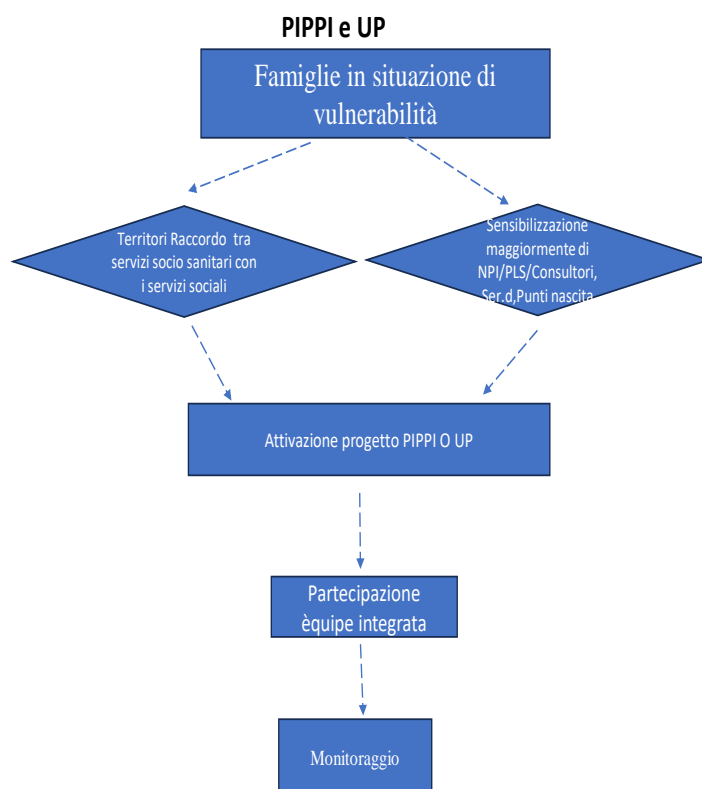 PIPPI e UP
Famiglie in situazione di
vulnerabilità
Territori Raccordo tra
servizi socio sanitari con
i servizi sociali
Sensibilizzazione
maggiormente di
NPI/PLS/Consultori,
Ser.d,Punti nascita
Attivazione progetto PIPPI O UP
Partecipazione
èquipe integrata
Monitoraggio